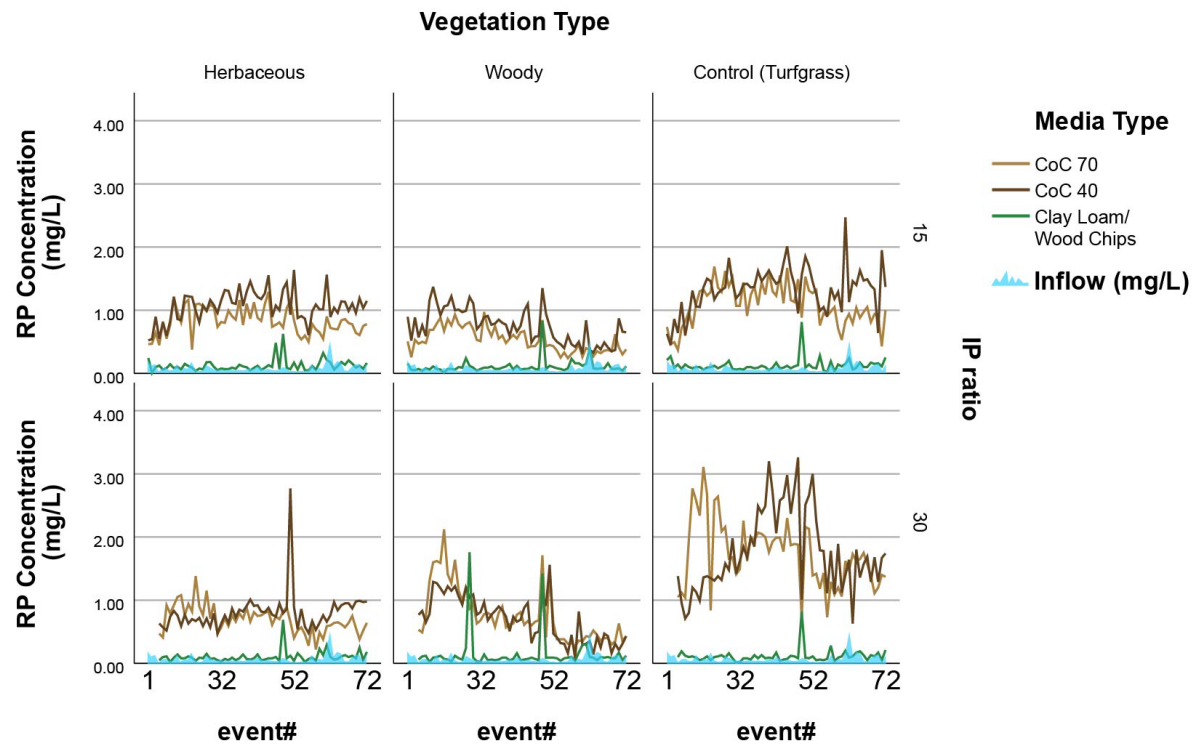 Vegetation Type
Herbaceous
Woody
Control (Turfgrass)
RP Concentration
(mg/L)
4.00
3.00
2.00
1.00
0.00
15
Media Type
CoC 70
CoC 40
Clay Loam/
Wood Chips
Inflow (mg/L)
IP ratio
RP Concentration
(mg/L)
4.00
3.00
2.00
1.00
0.00
30
1 32 52 72
1 32 52 72
1 32 52 72
event#
event#
event#